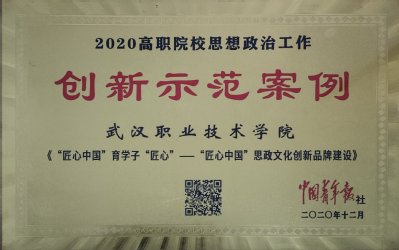 2020高职院校思想政治工作
创新示范案例
武汉职业技术学院
《“匠心中国”育学子“匠心”——“匠心中国”思政文化创新品牌建设》
中国青年报社
二〇二〇年十二月